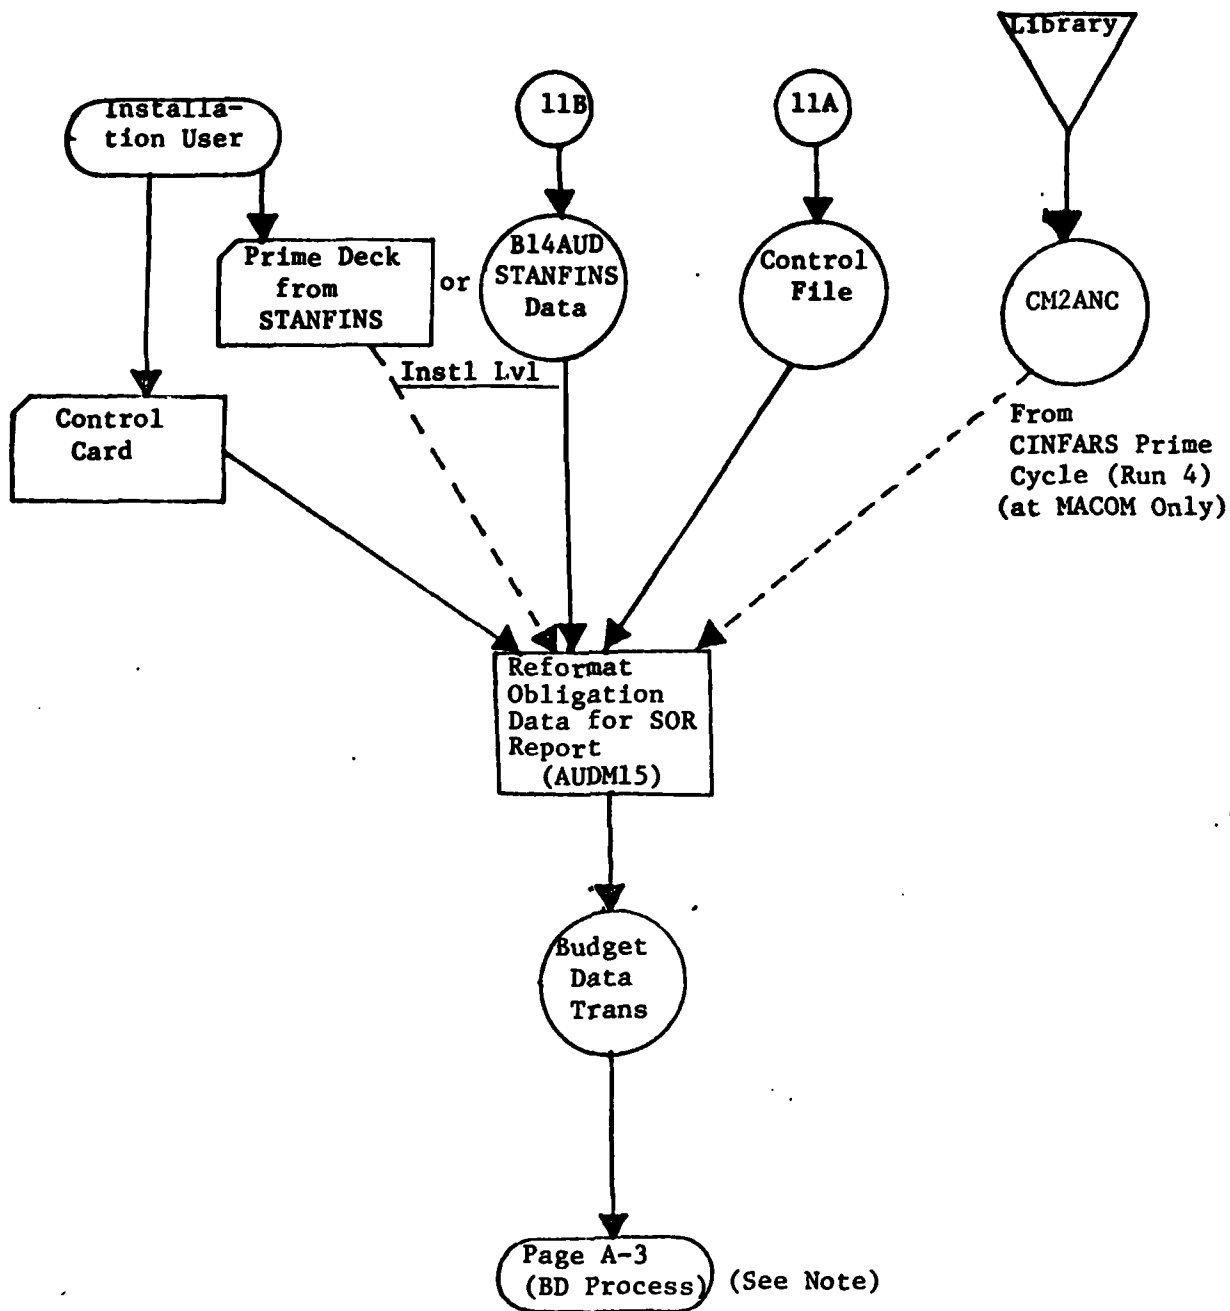 Library
Installa-
tion User
11B
11A
Prime Deck
from
STANFINS
or
B14AUD
STANFINS
Data
Control
File
CM2ANC
Instl Lvl
Control
Card
From
CINFARS Prime
Cycle (Run 4)
(at MACOM Only)
Reformat
Obligation
Data for SOR
Report
(AUDM15)
Budget
Data
Trans
Page A-3
(BD Process) (See Note)